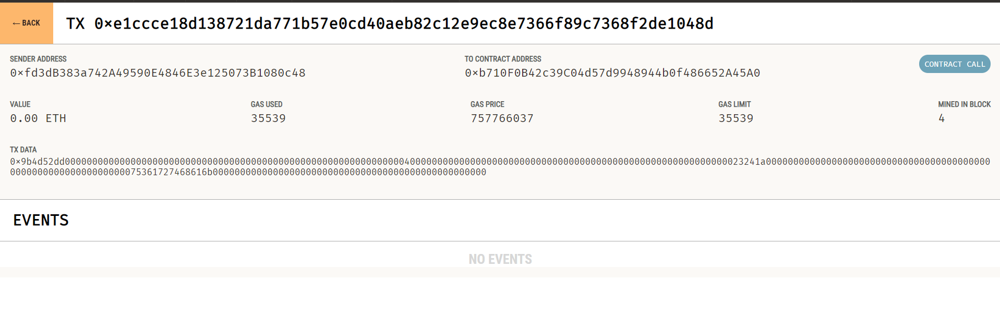 ← BACK
TX 0×e1ccce18d138721da771b57e0cd40aeb82c12e9ec8e7366f89c7368f2de1048d
SENDER ADDRESS
0×fd3dB383a742A49590E4846E3e125073B1080c48
TO CONTRACT ADDRESS
0×b710F0B42c39C04d57d9948944b0f486652A45A0
CONTRACT CALL
VALUE
0.00 ETH
GAS USED
35539
GAS PRICE
757766037
GAS LIMIT
35539
MINED IN BLOCK
4
TX DATA
0×9b4d52dd0000000000000000000000000000000000000000000000000000000000000040000000000000000000000000000000000000000000000000000000000023241a00000000000000000000000000000000000000000
000000000000000000000075361727468616b00000000000000000000000000000000000000000000000000
EVENTS
NO EVENTS